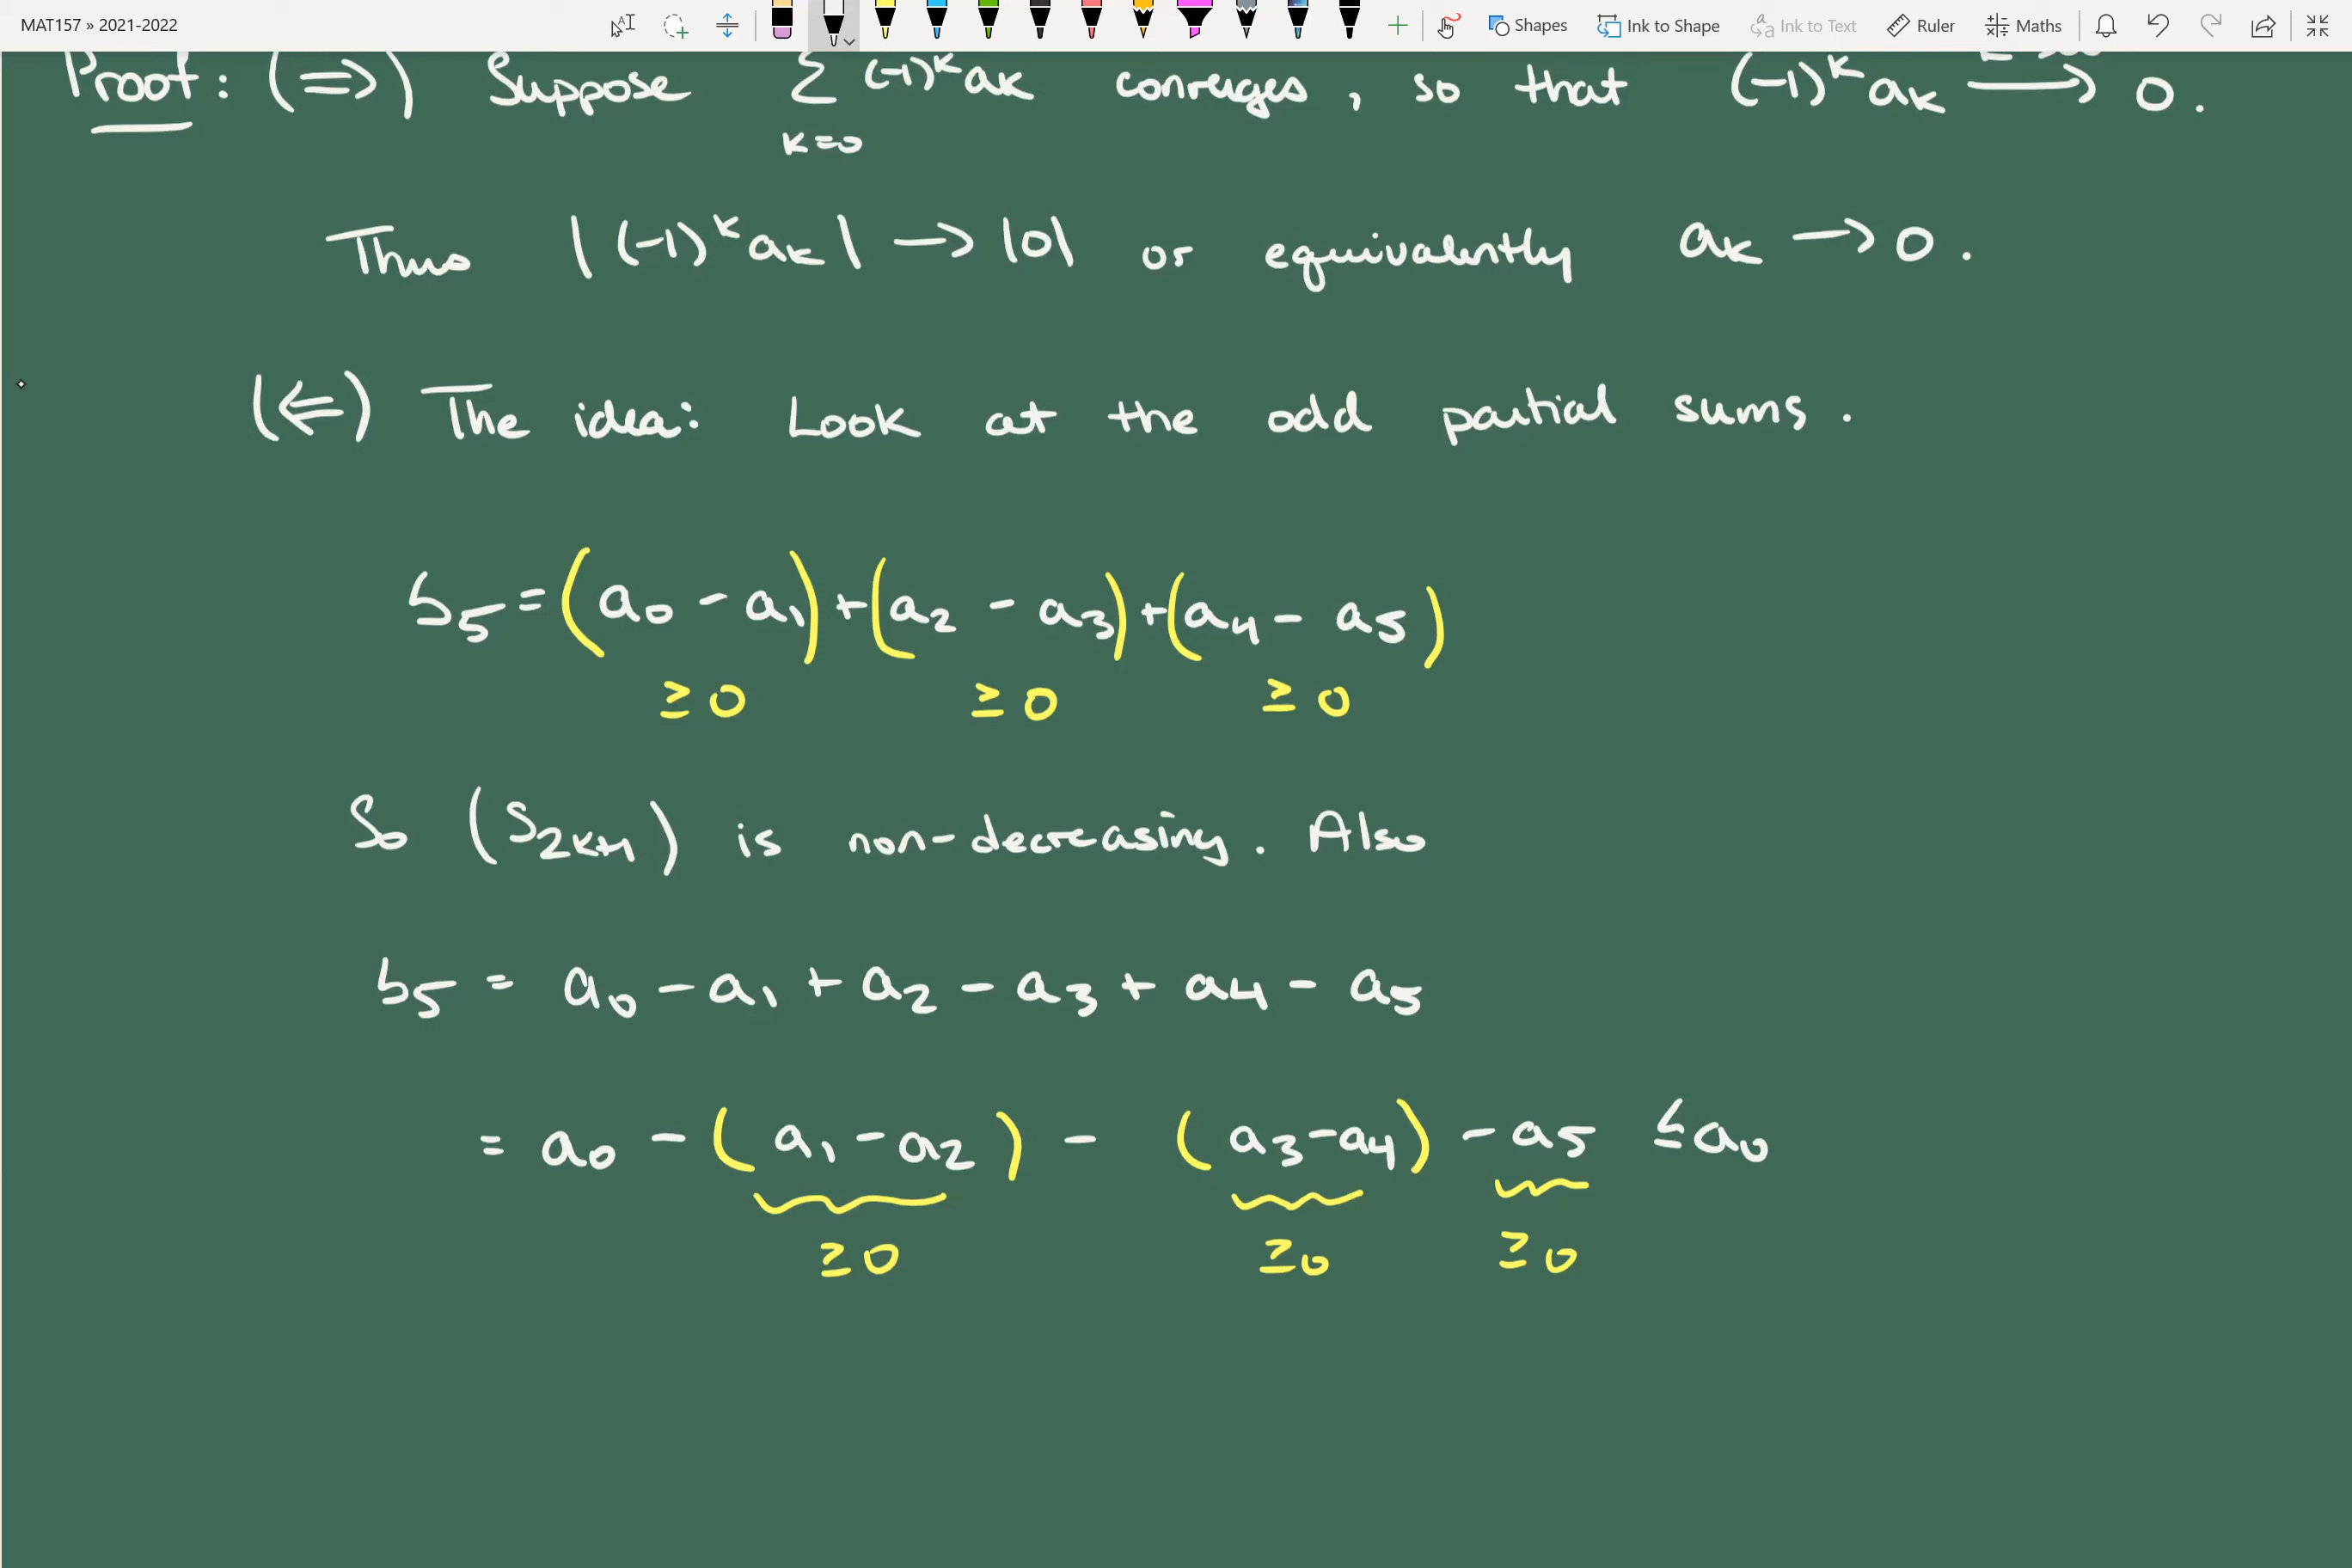 MAT157 » 2021-2022 Shapes Ink to Shape Ink to Text Ruler Maths
Proof: (⇒) Suppose ∑ (-1)^k a_k converges, so that (-1)^k a_k ⟶ 0.
k=0
Thus |(-1)^k a_k| → |0| or equivalently a_k → 0.
(⇐) The idea: Look at the odd partial sums.
S_5 = (a_0 - a_1) + (a_2 - a_3) + (a_4 - a_5)
≥ 0 ≥ 0 ≥ 0
So (S_{2k+1}) is non-decreasing. Also
S_5 = a_0 - a_1 + a_2 - a_3 + a_4 - a_5
= a_0 - (a_1 - a_2) - (a_3 - a_4) - a_5 ≤ a_0
≥0 ≥0 ≥0